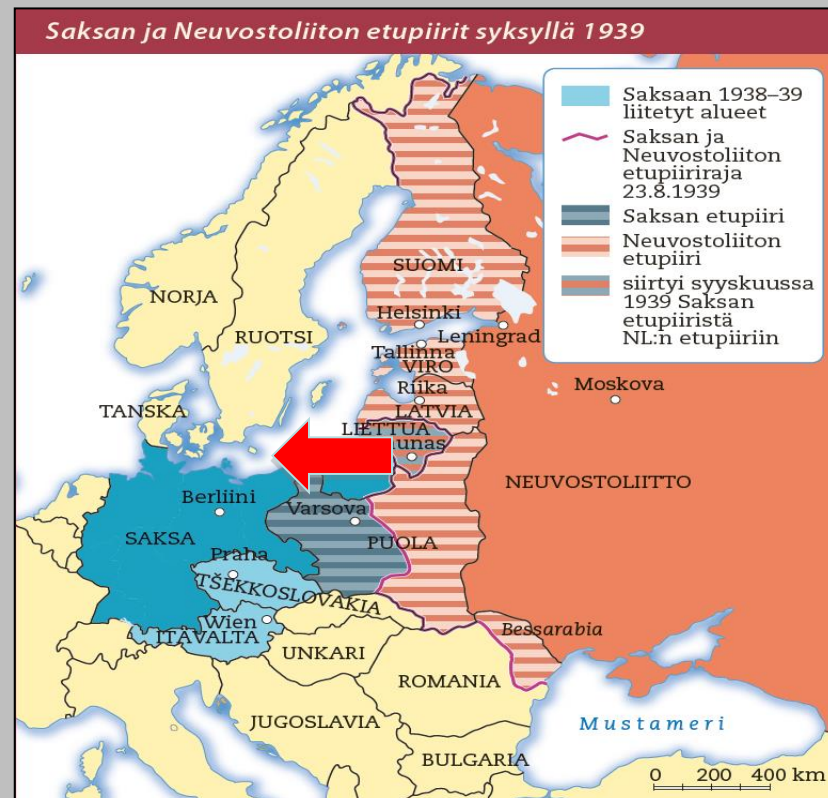 Saksan ja Neuvostoliiton etupiirit syksyllä 1939
Saksaan 1938–39
liitetyt alueet
Saksan ja
Neuvostoliiton
etupiiriraja
23.8.1939
Saksan etupiiri
Neuvostoliiton
etupiiri
siirtyi syyskuussa
1939 Saksan
etupiiristä
NL:n etupiiriin
SUOMI
NORJA
RUOTSI
Helsinki
Leningrad
Tallinna
VIRO
Riika
Moskova
LATVIA
TANSKA
LIETTUA
unas
NEUVOSTOLIITTO
Berliini
Varsova
SAKSA
PUOLA
Praha
TŠEKKOSLOVAKIA
Wien
ITÄVALTA
Bessarabia
UNKARI
ROMANIA
JUGOSLAVIA
Mustameri
BULGARIA
0 200 400 km